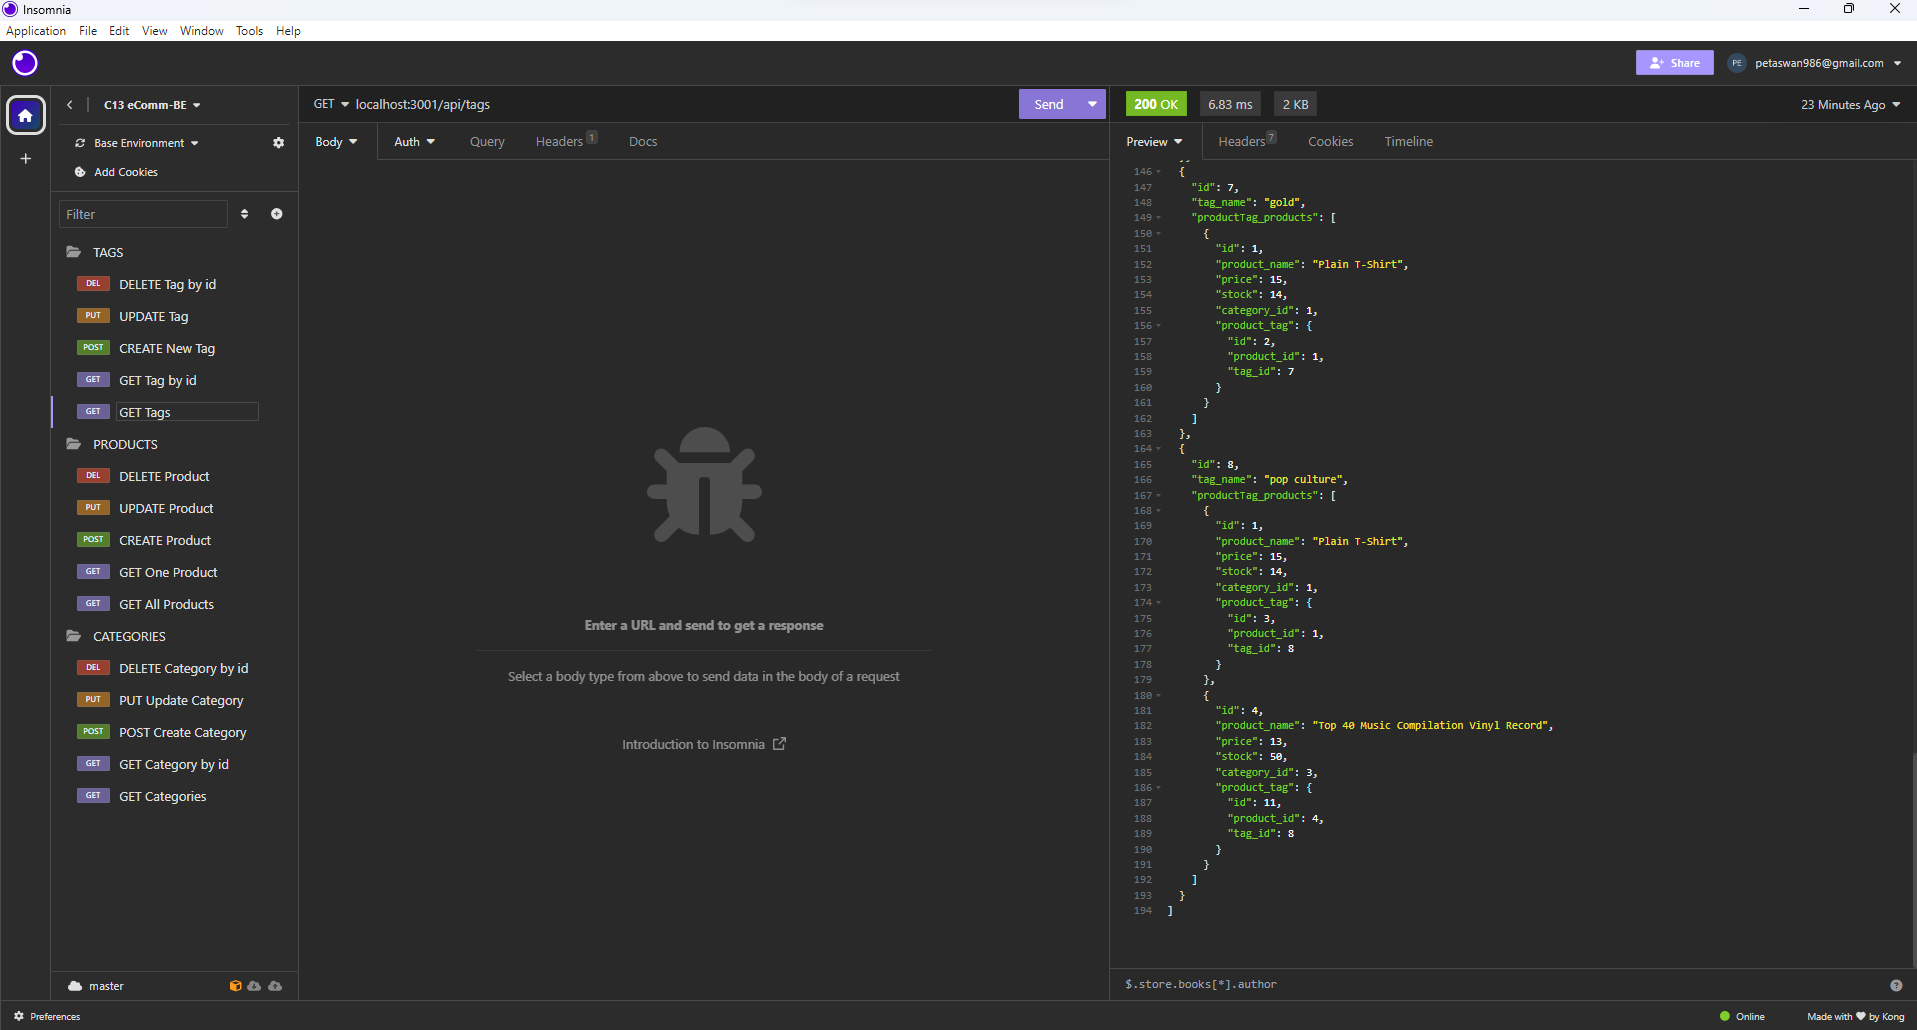 Insomnia
Application File Edit View Window Tools Help
Share PE petaswan986@gmail.com
C13 eComm-BE
Base Environment
Add Cookies
Filter
TAGS
DEL DELETE Tag by id
PUT UPDATE Tag
POST CREATE New Tag
GET GET Tag by id
GET GET Tags
PRODUCTS
DEL DELETE Product
PUT UPDATE Product
POST CREATE Product
GET GET One Product
GET GET All Products
CATEGORIES
DEL DELETE Category by id
PUT PUT Update Category
POST POST Create Category
GET GET Category by id
GET GET Categories
master
GET localhost:3001/api/tags Send
Body Auth Query Headers 1 Docs
Enter a URL and send to get a response
Select a body type from above to send data in the body of a request
Introduction to Insomnia
200 OK 6.83 ms 2 KB 23 Minutes Ago
Preview Headers 7 Cookies Timeline
146 {
147 "id": 7,
148 "tag_name": "gold",
149 "productTag_products": [
150 {
151 "id": 1,
152 "product_name": "Plain T-Shirt",
153 "price": 15,
154 "stock": 14,
155 "category_id": 1,
156 "product_tag": {
157 "id": 2,
158 "product_id": 1,
159 "tag_id": 7
160 }
161 }
162 ]
163 },
164 {
165 "id": 8,
166 "tag_name": "pop culture",
167 "productTag_products": [
168 {
169 "id": 1,
170 "product_name": "Plain T-Shirt",
171 "price": 15,
172 "stock": 14,
173 "category_id": 1,
174 "product_tag": {
175 "id": 3,
176 "product_id": 1,
177 "tag_id": 8
178 }
179 },
180 {
181 "id": 4,
182 "product_name": "Top 40 Music Compilation Vinyl Record",
183 "price": 13,
184 "stock": 50,
185 "category_id": 3,
186 "product_tag": {
187 "id": 11,
188 "product_id": 4,
189 "tag_id": 8
190 }
191 }
192 ]
193 }
194 ]
$.store.books[*].author
Preferences
Online Made with ♥ by Kong